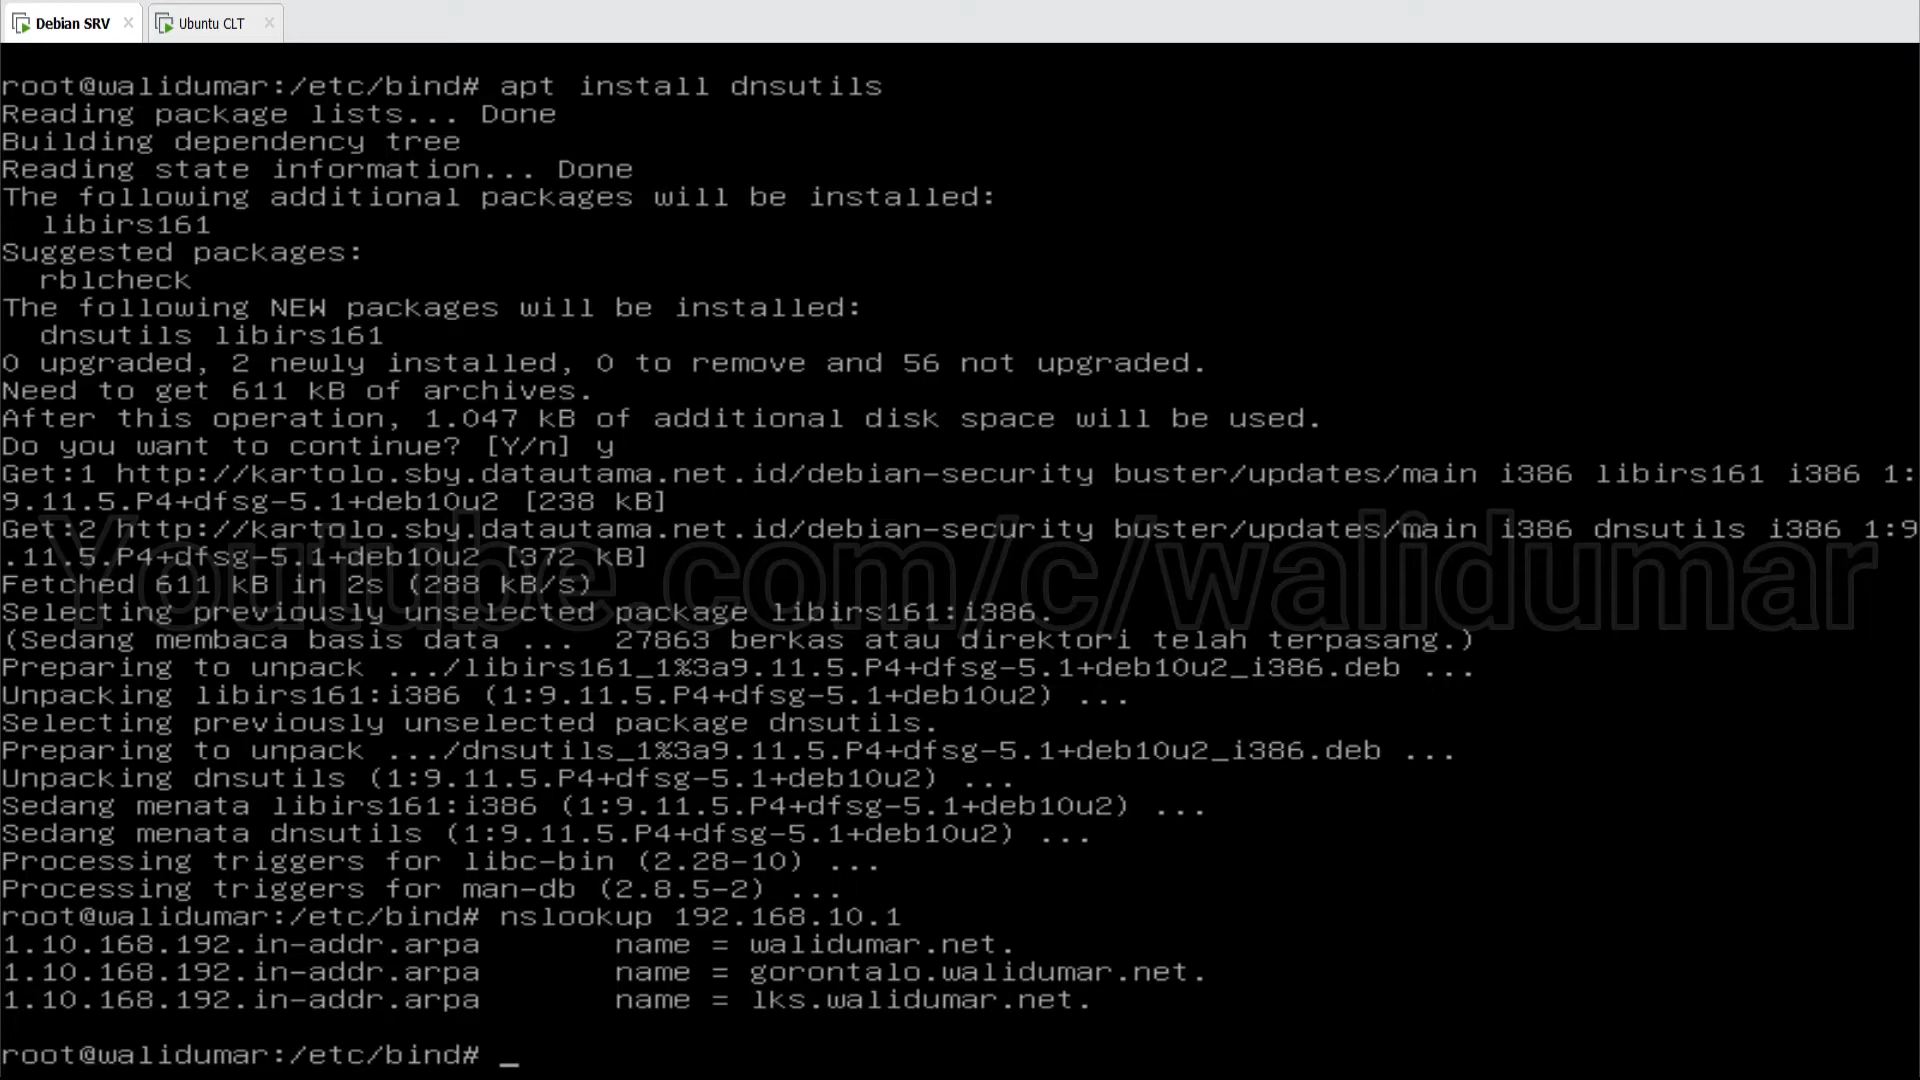 Debian SRV
Ubuntu CLT
root@walidumar:/etc/bind# apt install dnsutils
Reading package lists... Done
Building dependency tree
Reading state information... Done
The following additional packages will be installed:
  libirs161
Suggested packages:
  rblcheck
The following NEW packages will be installed:
  dnsutils libirs161
0 upgraded, 2 newly installed, 0 to remove and 56 not upgraded.
Need to get 611 kB of archives.
After this operation, 1.047 kB of additional disk space will be used.
Do you want to continue? [Y/n] y
Get:1 http://kartolo.sby.datautama.net.id/debian-security buster/updates/main i386 libirs161 i386 1:
9.11.5.P4+dfsg-5.1+deb10u2 [238 kB]
Get:2 http://kartolo.sby.datautama.net.id/debian-security buster/updates/main i386 dnsutils i386 1:9
.11.5.P4+dfsg-5.1+deb10u2 [372 kB]
Youtube.com/c/walidumar
Fetched 611 kB in 2s (288 kB/s)
Selecting previously unselected package libirs161:i386.
(Sedang membaca basis data ...  27863 berkas atau direktori telah terpasang.)
Preparing to unpack .../libirs161_1%3a9.11.5.P4+dfsg-5.1+deb10u2_i386.deb ...
Unpacking libirs161:i386 (1:9.11.5.P4+dfsg-5.1+deb10u2) ...
Selecting previously unselected package dnsutils.
Preparing to unpack .../dnsutils_1%3a9.11.5.P4+dfsg-5.1+deb10u2_i386.deb ...
Unpacking dnsutils (1:9.11.5.P4+dfsg-5.1+deb10u2) ...
Sedang menata libirs161:i386 (1:9.11.5.P4+dfsg-5.1+deb10u2) ...
Sedang menata dnsutils (1:9.11.5.P4+dfsg-5.1+deb10u2) ...
Processing triggers for libc-bin (2.28-10) ...
Processing triggers for man-db (2.8.5-2) ...
root@walidumar:/etc/bind# nslookup 192.168.10.1
1.10.168.192.in-addr.arpa       name = walidumar.net.
1.10.168.192.in-addr.arpa       name = gorontalo.walidumar.net.
1.10.168.192.in-addr.arpa       name = lks.walidumar.net.
root@walidumar:/etc/bind# _